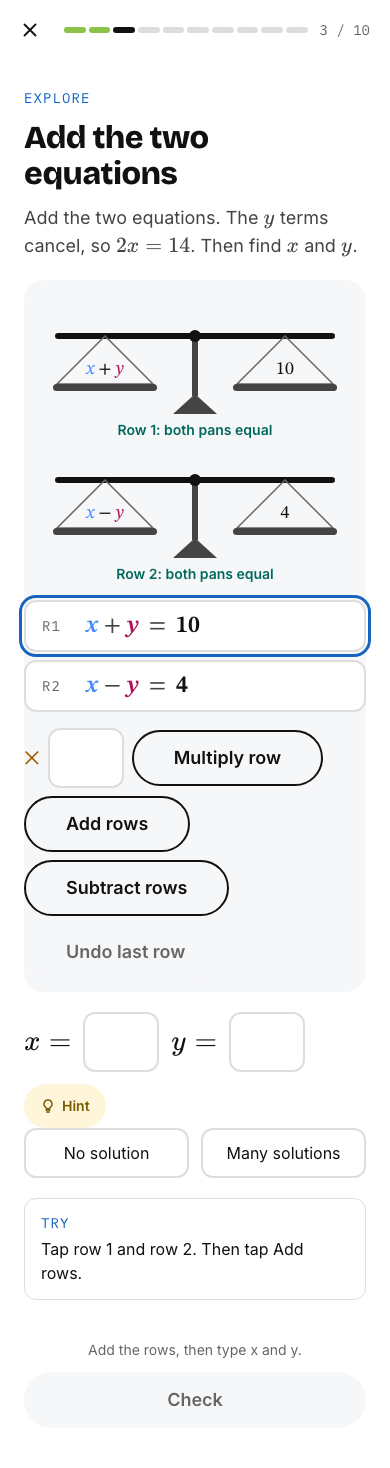 3 / 10
EXPLORE
Add the two
equations
Add the two equations. The y terms
cancel, so 2x = 14. Then find x and y.
x + y
10
Row 1: both pans equal
x − y
4
Row 2: both pans equal
R1 x + y = 10
R2 x − y = 4
× Multiply row
Add rows
Subtract rows
Undo last row
x = y =
Hint
No solution Many solutions
TRY
Tap row 1 and row 2. Then tap Add
rows.
Add the rows, then type x and y.
Check